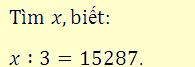 Tìm x, biết:
x : 3 = 15287.